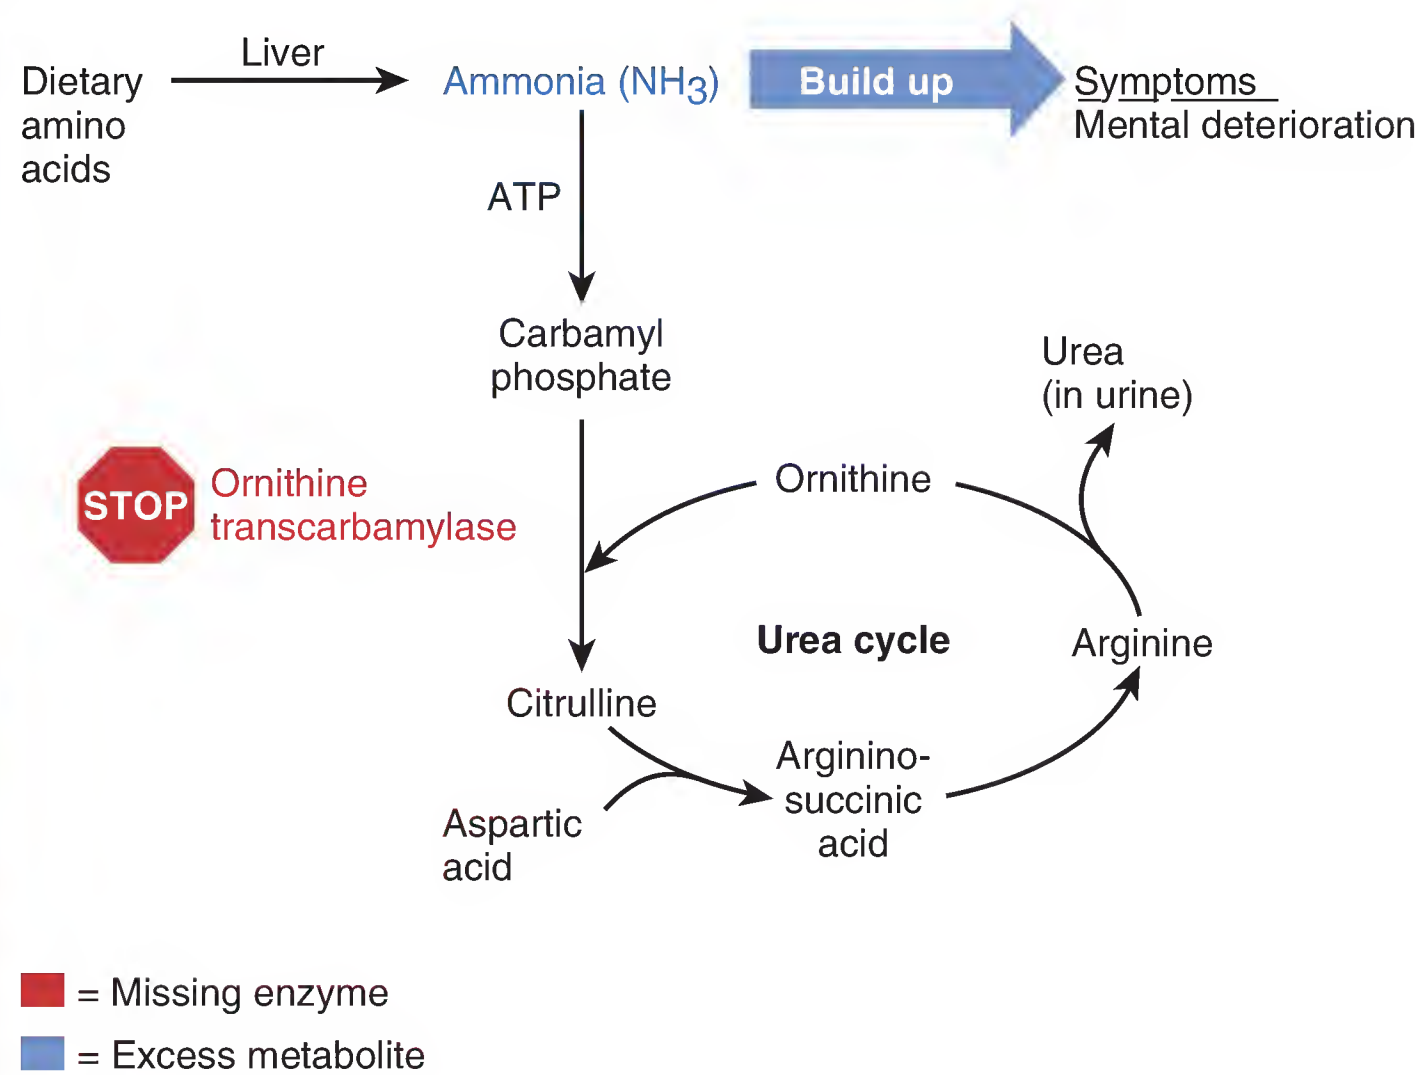 Liver
Dietary
amino
acids
Ammonia (NH3)
Build up
Symptoms
Mental deterioration
ATP
Carbamyl
phosphate
Urea
(in urine)
STOP
Ornithine
transcarbamylase
Ornithine
Urea cycle
Arginine
Citrulline
Arginino-
succinic
acid
Aspartic
acid
= Missing enzyme
= Excess metabolite